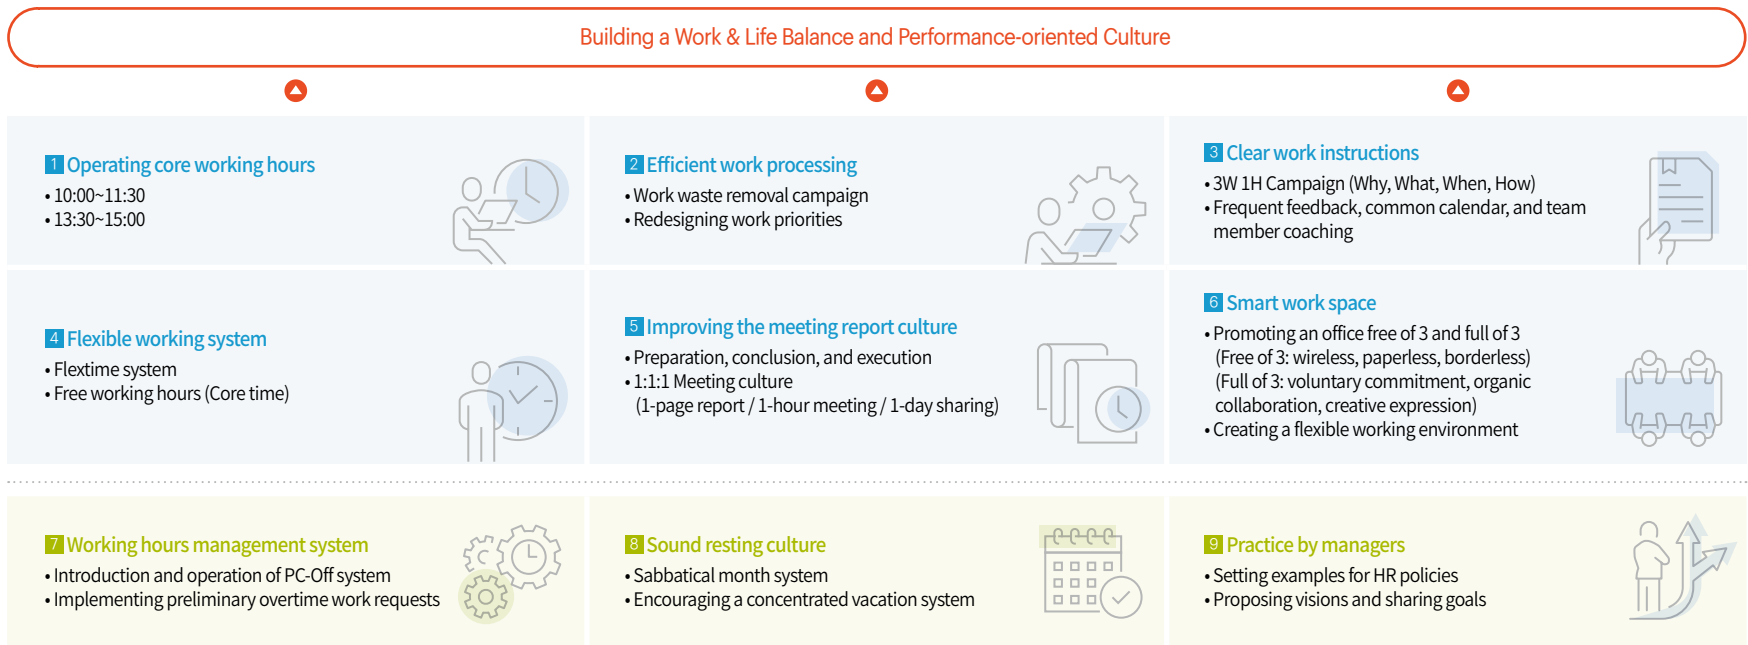 Building a Work & Life Balance and Performance-oriented Culture
1 Operating core working hours
• 10:00~11:30
• 13:30~15:00
2 Efficient work processing
• Work waste removal campaign
• Redesigning work priorities
3 Clear work instructions
• 3W 1H Campaign (Why, What, When, How)
• Frequent feedback, common calendar, and team
member coaching
4 Flexible working system
• Flextime system
• Free working hours (Core time)
5 Improving the meeting report culture
• Preparation, conclusion, and execution
• 1:1:1 Meeting culture
(1-page report / 1-hour meeting / 1-day sharing)
6 Smart work space
• Promoting an office free of 3 and full of 3
(Free of 3: wireless, paperless, borderless)
(Full of 3: voluntary commitment, organic
collaboration, creative expression)
• Creating a flexible working environment
7 Working hours management system
• Introduction and operation of PC-Off system
• Implementing preliminary overtime work requests
8 Sound resting culture
• Sabbatical month system
• Encouraging a concentrated vacation system
9 Practice by managers
• Setting examples for HR policies
• Proposing visions and sharing goals